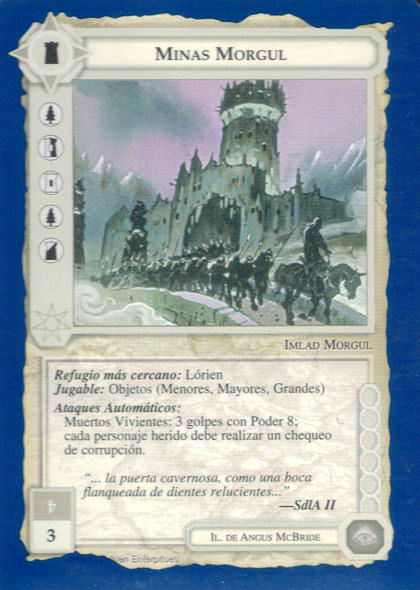 MINAS MORGUL
IMLAD MORGUL
Refugio más cercano: Lórien
Jugable: Objetos (Menores, Mayores, Grandes)
Ataques Automáticos:
Muertos Vivientes: 3 golpes con Poder 8;
cada personaje herido debe realizar un chequeo
de corrupción.
“... la puerta cavernosa, como una boca
flanqueada de dientes relucientes...”
—SdlA II
4
3
IL. DE ANGUS MCBRIDE
Enterprises